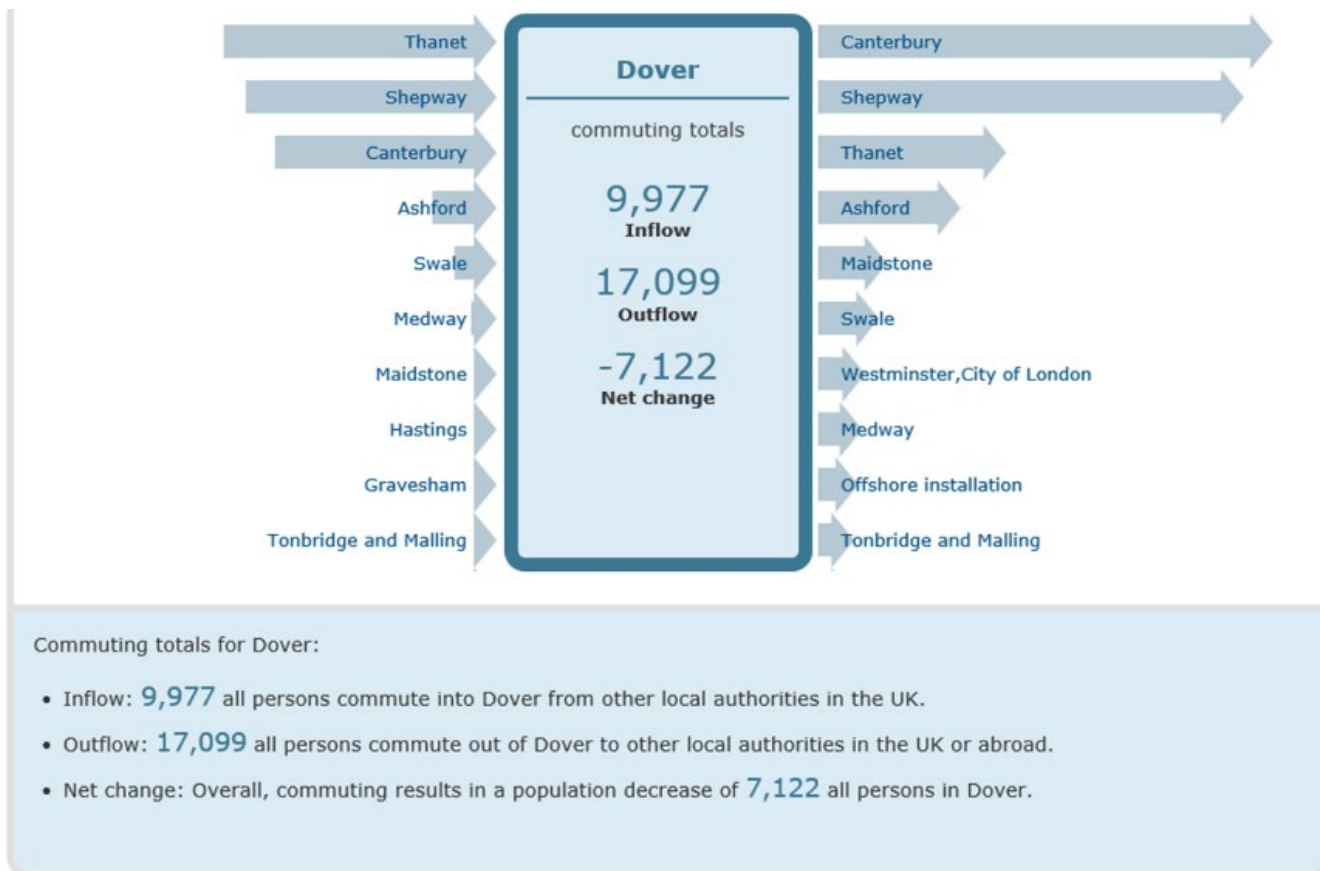 Thanet
Shepway
Canterbury
Ashford
Swale
Medway
Maidstone
Hastings
Gravesham
Tonbridge and Malling
Dover
commuting totals
9,977
Inflow
17,099
Outflow
-7,122
Net change
Canterbury
Shepway
Thanet
Ashford
Maidstone
Swale
Westminster,City of London
Medway
Offshore installation
Tonbridge and Malling
Commuting totals for Dover:
• Inflow: 9,977 all persons commute into Dover from other local authorities in the UK.
• Outflow: 17,099 all persons commute out of Dover to other local authorities in the UK or abroad.
• Net change: Overall, commuting results in a population decrease of 7,122 all persons in Dover.